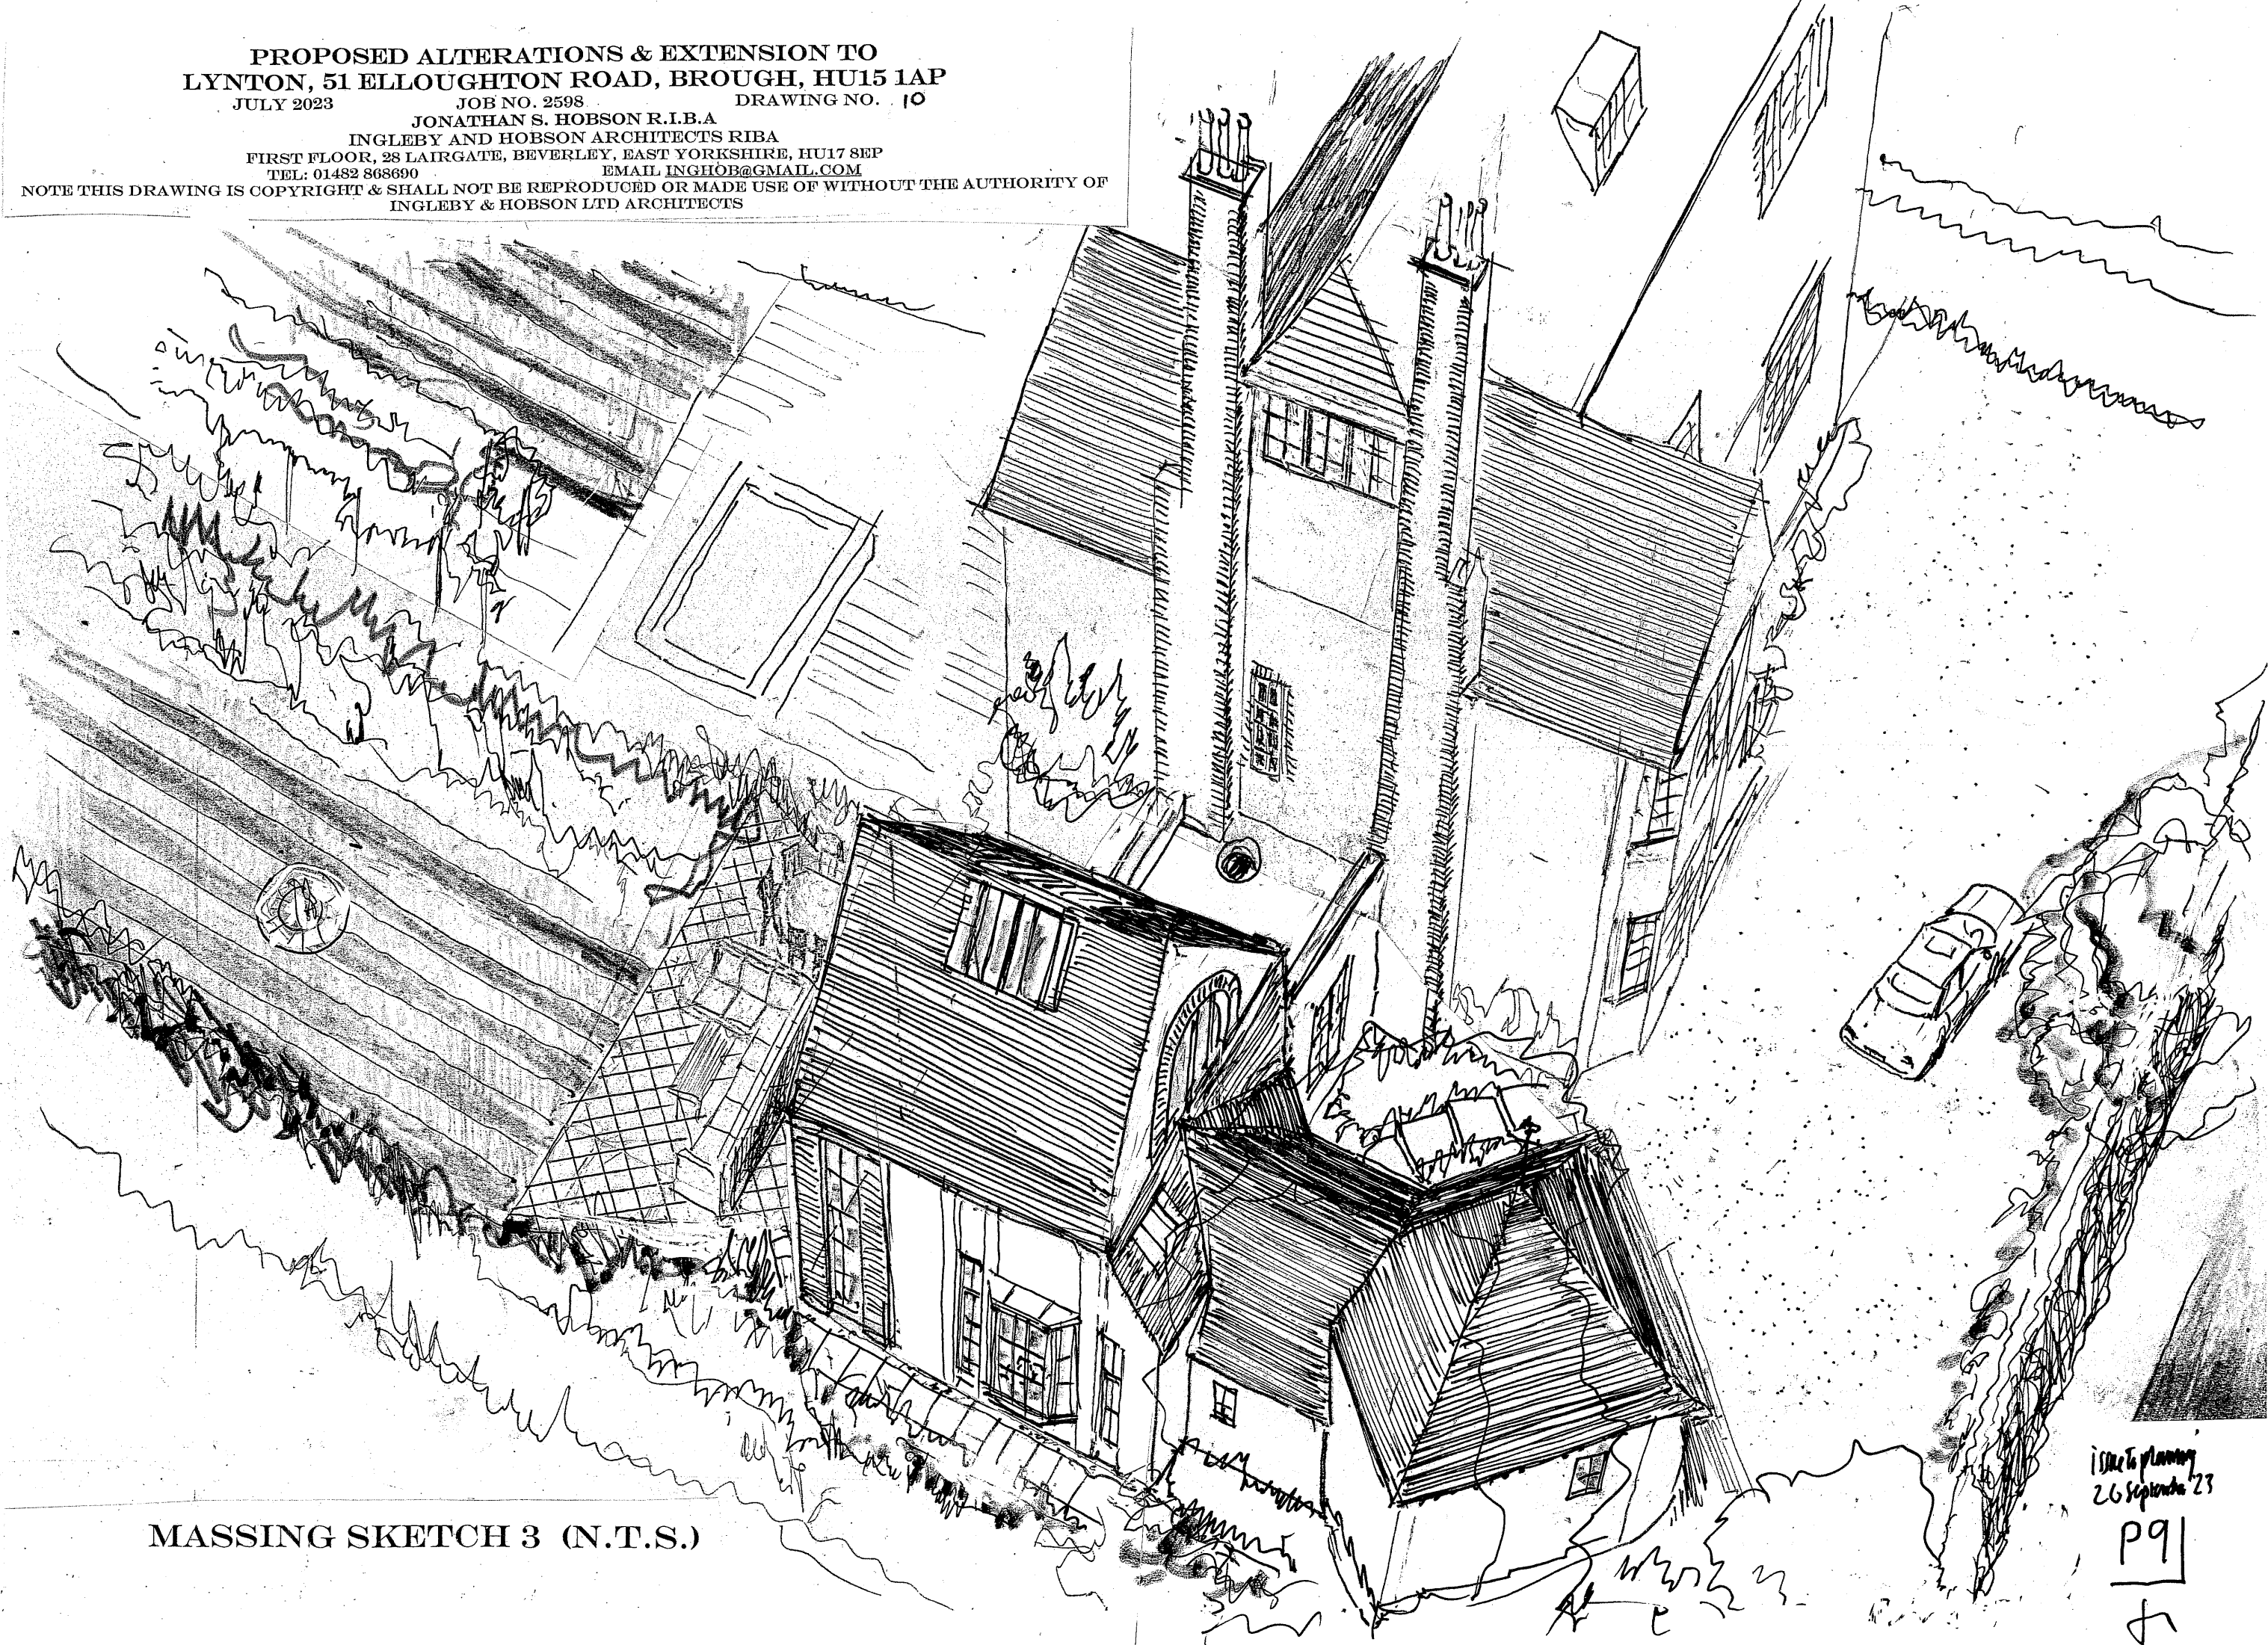 PROPOSED ALTERATIONS & EXTENSION TO
LYNTON, 51 ELLOUGHTON ROAD, BROUGH, HU15 1AP
JULY 2023 JOB NO. 2598 DRAWING NO. 10
JONATHAN S. HOBSON R.I.B.A
INGLEBY AND HOBSON ARCHITECTS RIBA
FIRST FLOOR, 28 LAIRGATE, BEVERLEY, EAST YORKSHIRE, HU17 8EP
TEL: 01482 868690 EMAIL INGHOB@GMAIL.COM
NOTE THIS DRAWING IS COPYRIGHT & SHALL NOT BE REPRODUCED OR MADE USE OF WITHOUT THE AUTHORITY OF
INGLEBY & HOBSON LTD ARCHITECTS
MASSING SKETCH 3 (N.T.S.)
issue to planning
26 September '23
P9